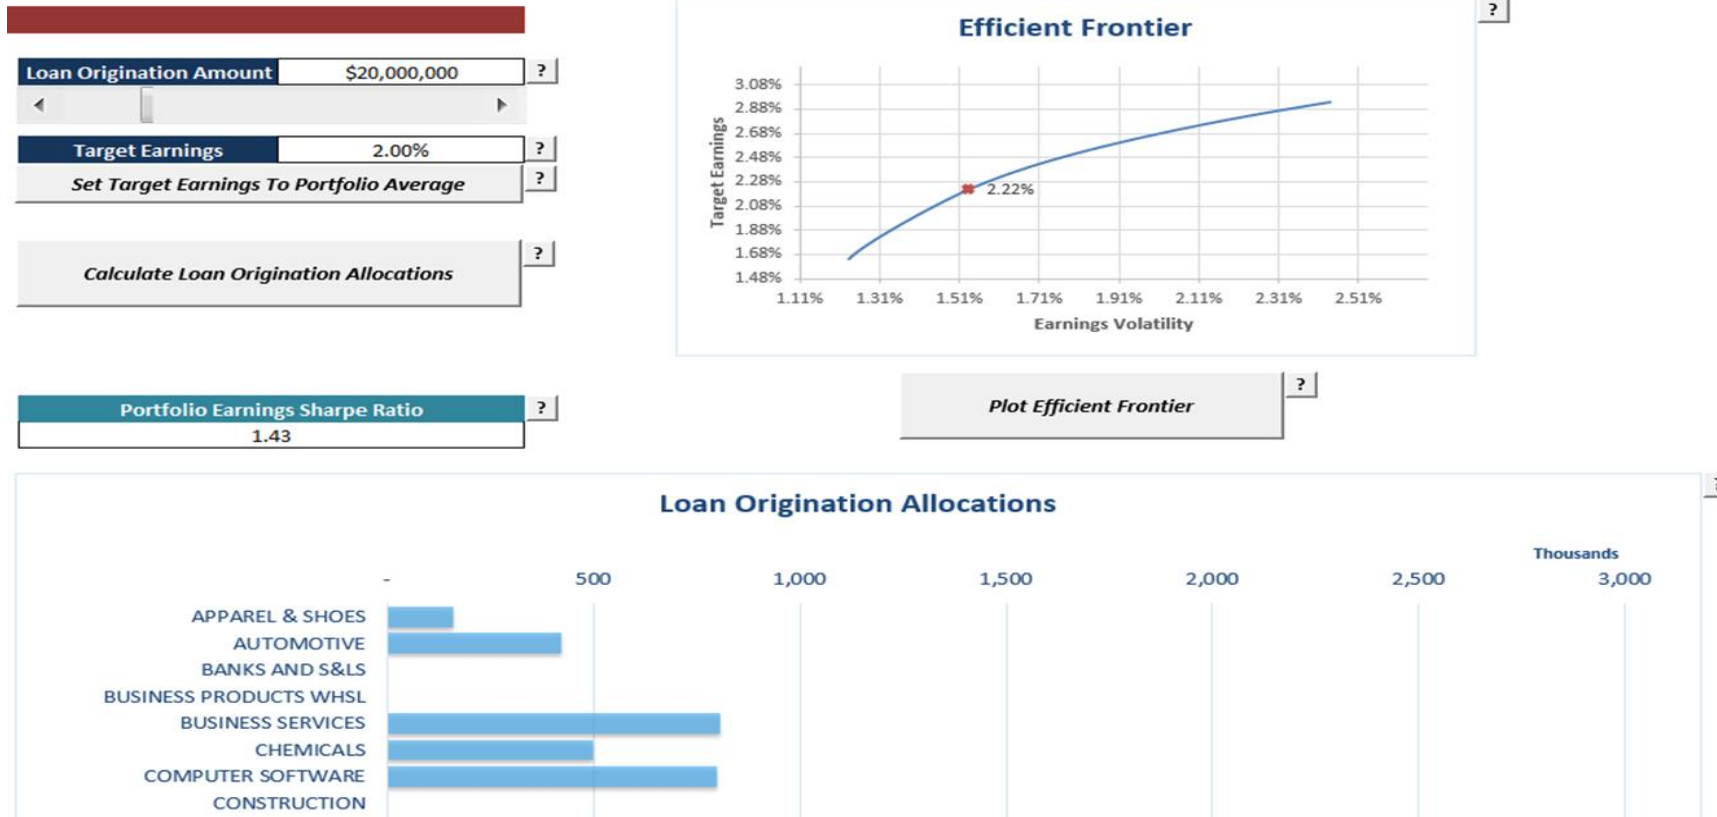 Loan Origination Amount $20,000,000 ?
Target Earnings 2.00% ?
Set Target Earnings To Portfolio Average ?
Calculate Loan Origination Allocations ?
Portfolio Earnings Sharpe Ratio ?
1.43
Efficient Frontier ?
Target Earnings
3.08%
2.88%
2.68%
2.48%
2.28%
2.08%
1.88%
1.68%
1.48%
2.22%
1.11% 1.31% 1.51% 1.71% 1.91% 2.11% 2.31% 2.51%
Earnings Volatility
Plot Efficient Frontier ?
Loan Origination Allocations ?
Thousands
- 500 1,000 1,500 2,000 2,500 3,000
APPAREL & SHOES
AUTOMOTIVE
BANKS AND S&LS
BUSINESS PRODUCTS WHSL
BUSINESS SERVICES
CHEMICALS
COMPUTER SOFTWARE
CONSTRUCTION